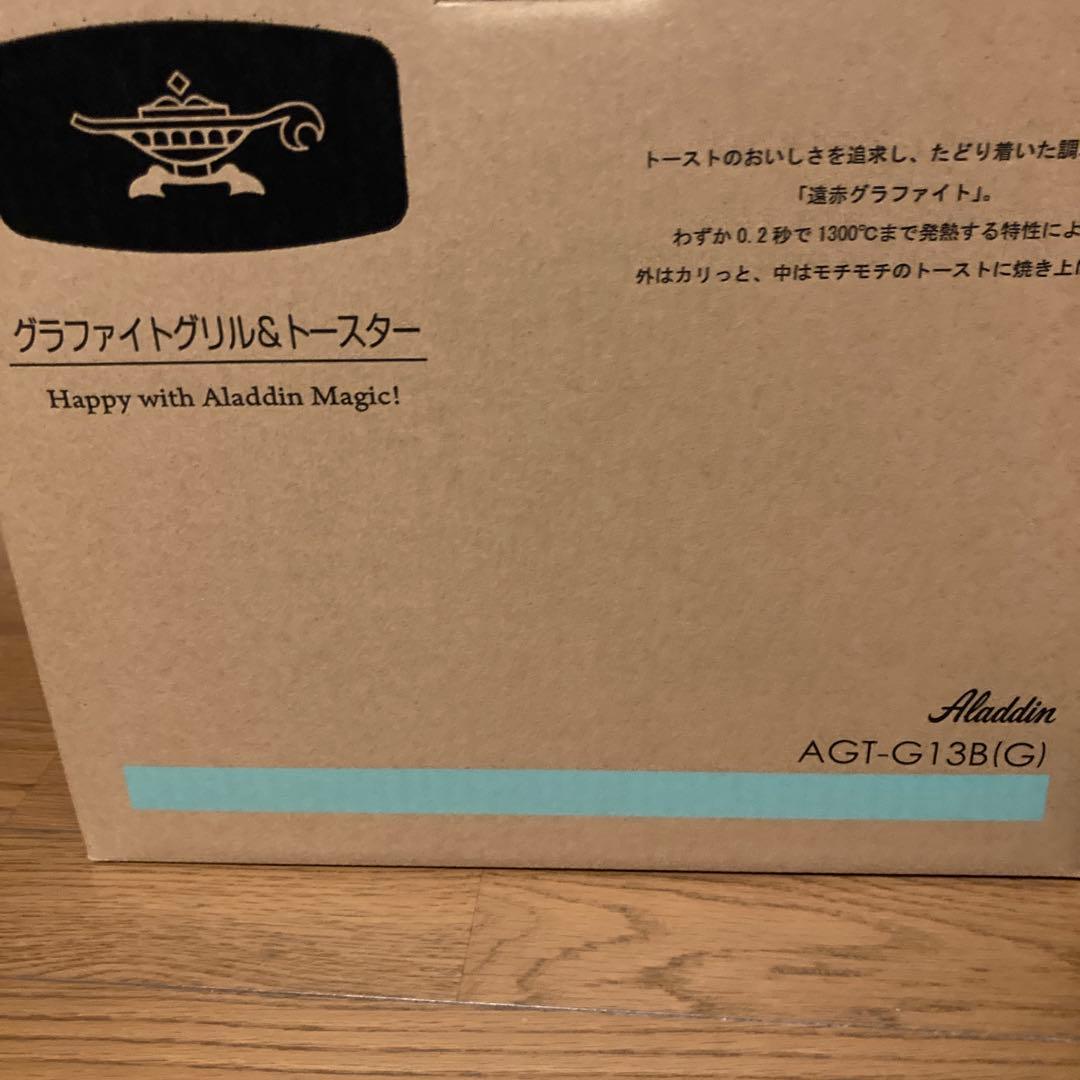 トーストのおいしさを追求し、たどり着いた調
「遠赤グラファイト」。
わずか0.2秒で1300℃まで発熱する特性によ
外はカリっと、中はモチモチのトーストに焼き上
グラファイトグリル&トースター
Happy with Aladdin Magic!
Aladdin
AGT-G13B(G)